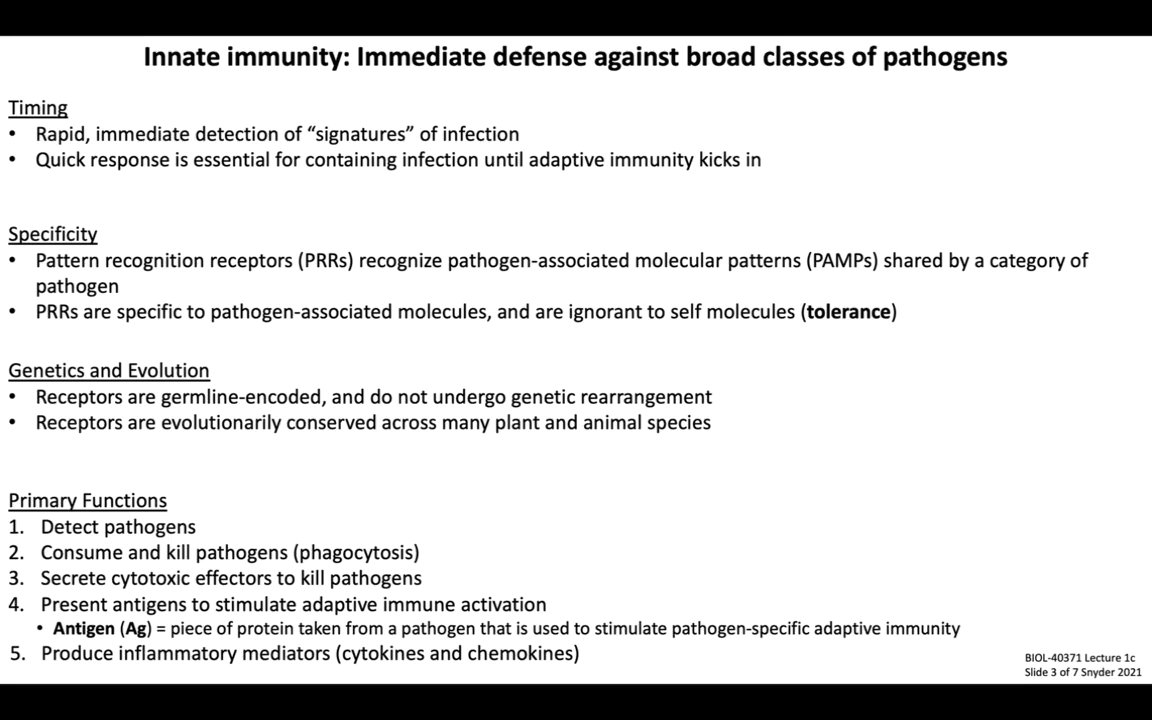 Innate immunity: Immediate defense against broad classes of pathogens
Timing
• Rapid, immediate detection of “signatures” of infection
• Quick response is essential for containing infection until adaptive immunity kicks in
Specificity
• Pattern recognition receptors (PRRs) recognize pathogen-associated molecular patterns (PAMPs) shared by a category of
pathogen
• PRRs are specific to pathogen-associated molecules, and are ignorant to self molecules (tolerance)
Genetics and Evolution
• Receptors are germline-encoded, and do not undergo genetic rearrangement
• Receptors are evolutionarily conserved across many plant and animal species
Primary Functions
1. Detect pathogens
2. Consume and kill pathogens (phagocytosis)
3. Secrete cytotoxic effectors to kill pathogens
4. Present antigens to stimulate adaptive immune activation
• Antigen (Ag) = piece of protein taken from a pathogen that is used to stimulate pathogen-specific adaptive immunity
5. Produce inflammatory mediators (cytokines and chemokines)
BIOL-40371 Lecture 1c
Slide 3 of 7 Snyder 2021